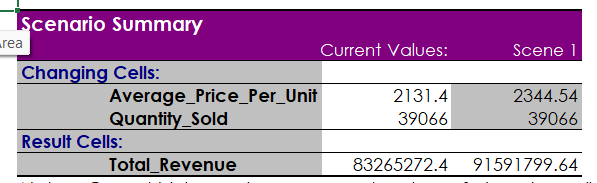 Scenario Summary
Area
Current Values: Scene 1
Changing Cells:
Average_Price_Per_Unit 2131.4 2344.54
Quantity_Sold 39066 39066
Result Cells:
Total_Revenue 83265272.4 91591799.64